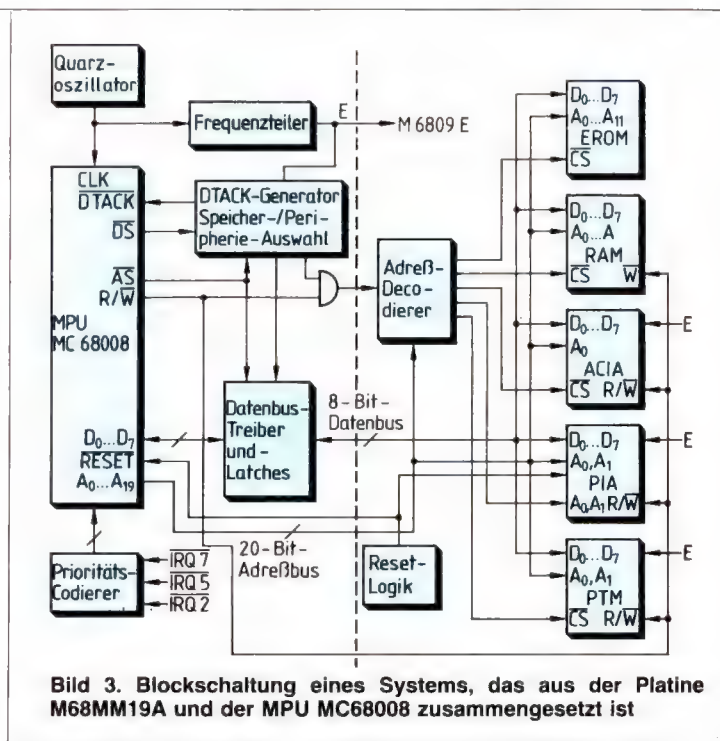 Quarz-
oszillator
Frequenzteiler
E
M 6809 E
CLK
DTACK
DS
AS
R/W
MPU
MC 68008
D₀...D₇
RESET
A₀...A₁₉
DTACK-Generator
Speicher-/Peri-
pherie-Auswahl
Adreß-
Deco-
dierer
Datenbus-
Treiber
und -
Latches
8-Bit-
Datenbus
20-Bit-
Adreßbus
Reset-
Logik
Prioritäts-
Codierer
IRQ 7
IRQ 5
IRQ 2
D₀...D₇
A₀...A₁₁
EROM
CS
D₀...D₇
A₀...A
RAM
CS W
D₀...D₇
E
A₀
ACIA
CS R/W
D₀...D₇
E
A₀,A₁
PIA
A₀,A₁R/W
D₀...D₇
E
A₀,A₁
PTM
CS R/W
Bild 3. Blockschaltung eines Systems, das aus der Platine
M68MM19A und der MPU MC68008 zusammengesetzt ist